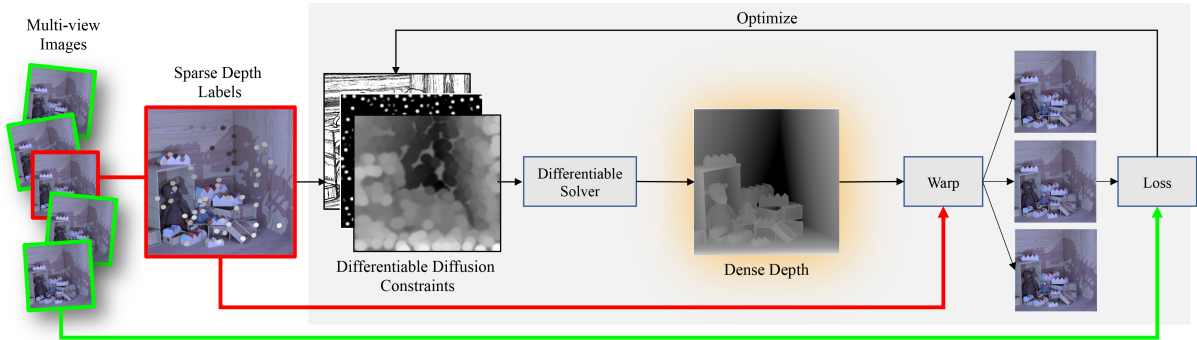 Multi-view
Images
Sparse Depth
Labels
Optimize
Differentiable
Solver
Warp
Loss
Differentiable Diffusion
Constraints
Dense Depth